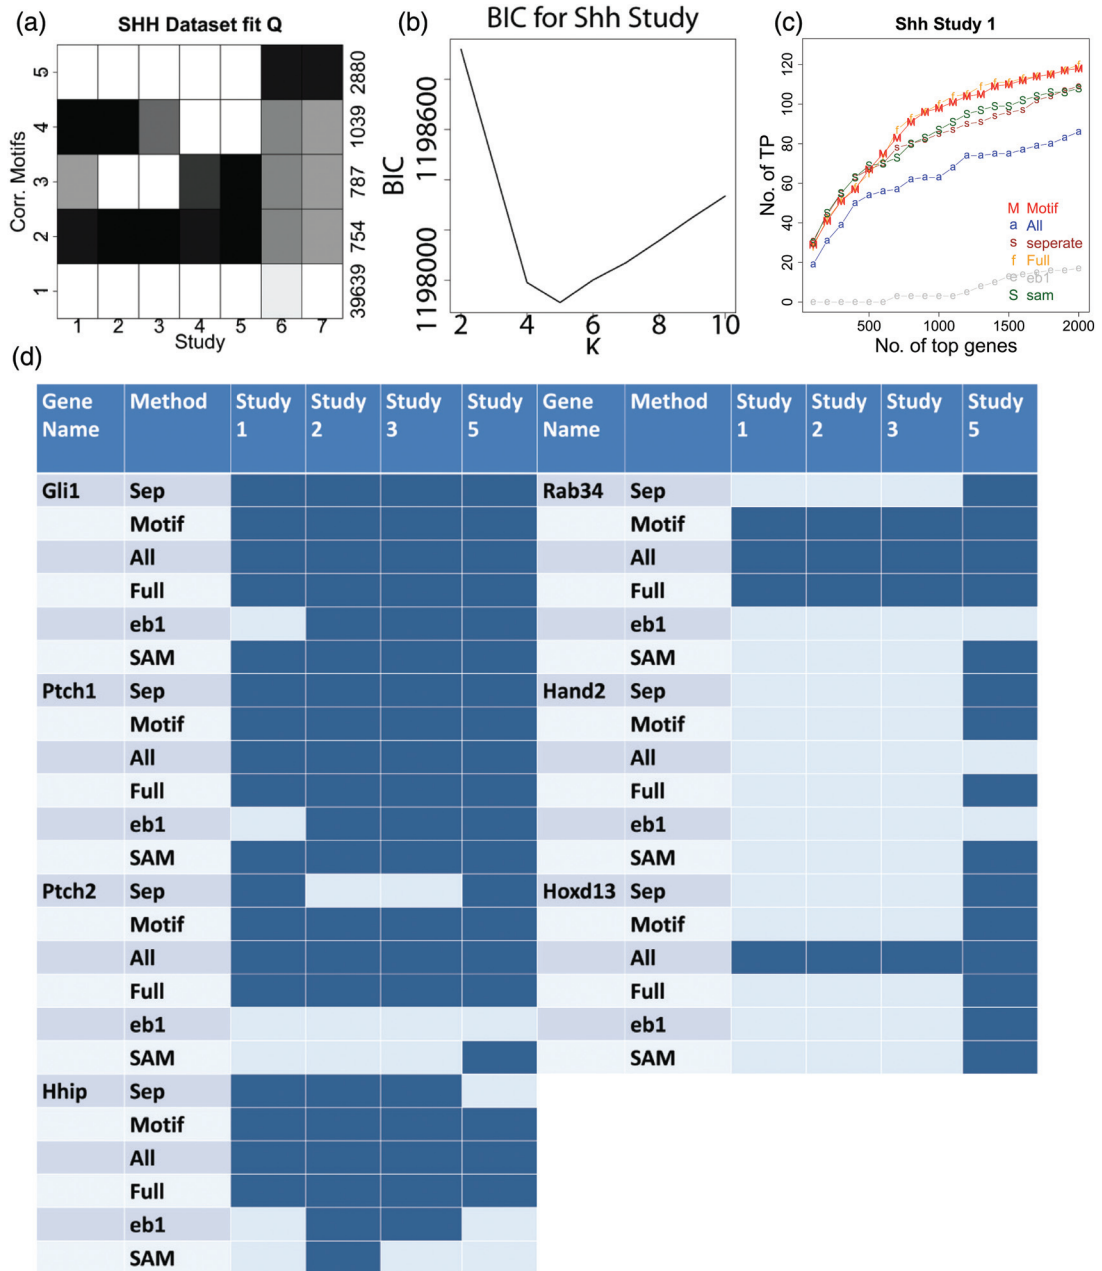 (a)
SHH Dataset fit Q
Corr. Motifs
5
4
3
2
1
2880
1039
787
754
39639
1 2 3 4 5 6 7
Study
(b)
BIC for Shh Study
BIC
1198600
1198000
2 4 6 8 10
K
(c)
Shh Study 1
No. of TP
120
100
80
60
40
20
0
M Motif
a All
s seperate
f Full
e eb1
S sam
500 1000 1500 2000
No. of top genes
(d)
Gene Name Method Study 1 Study 2 Study 3 Study 5 Gene Name Method Study 1 Study 2 Study 3 Study 5
Gli1 Sep Rab34 Sep
Motif Motif
All All
Full Full
eb1 eb1
SAM SAM
Ptch1 Sep Hand2 Sep
Motif Motif
All All
Full Full
eb1 eb1
SAM SAM
Ptch2 Sep Hoxd13 Sep
Motif Motif
All All
Full Full
eb1 eb1
SAM SAM
Hhip Sep
Motif
All
Full
eb1
SAM